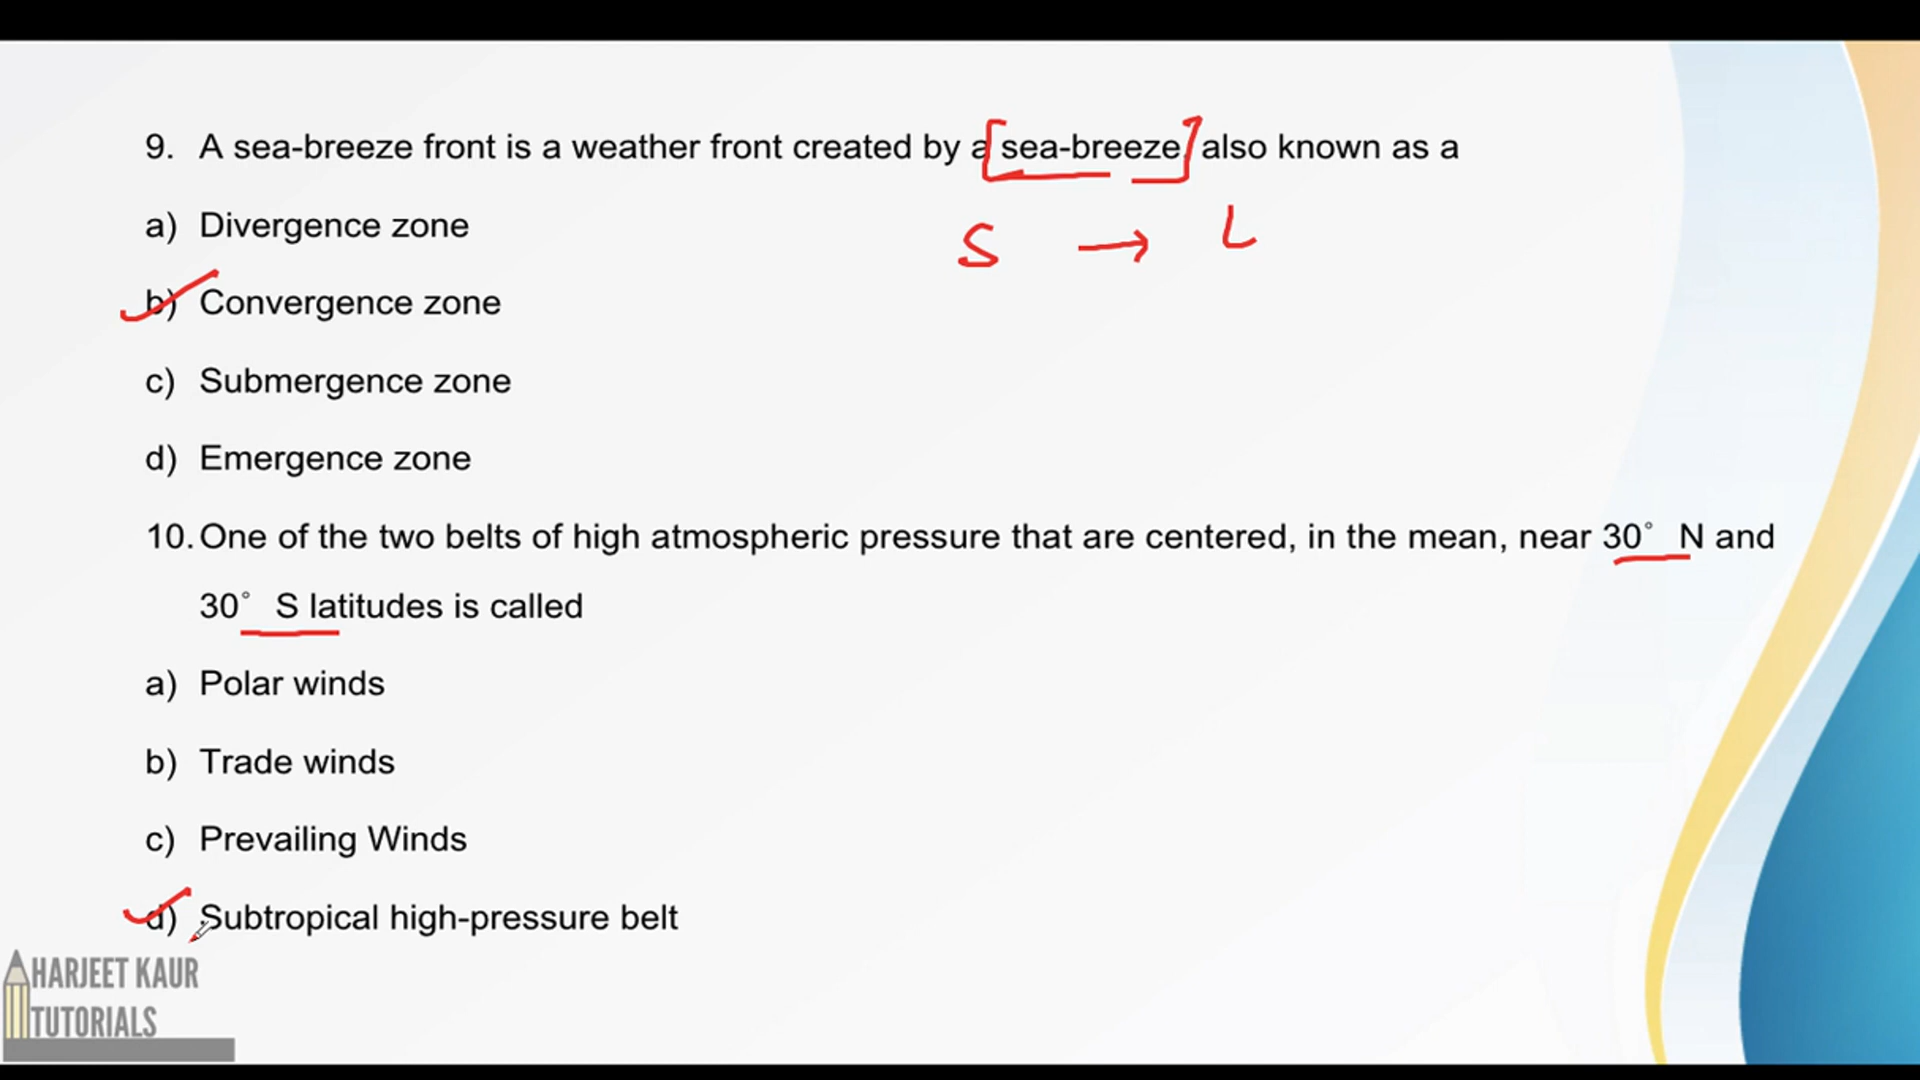 9. A sea-breeze front is a weather front created by a sea-breeze, also known as a
S → L
a) Divergence zone
b) Convergence zone
c) Submergence zone
d) Emergence zone
10. One of the two belts of high atmospheric pressure that are centered, in the mean, near 30° N and
30° S latitudes is called
a) Polar winds
b) Trade winds
c) Prevailing Winds
d) Subtropical high-pressure belt
HARJEET KAUR
TUTORIALS